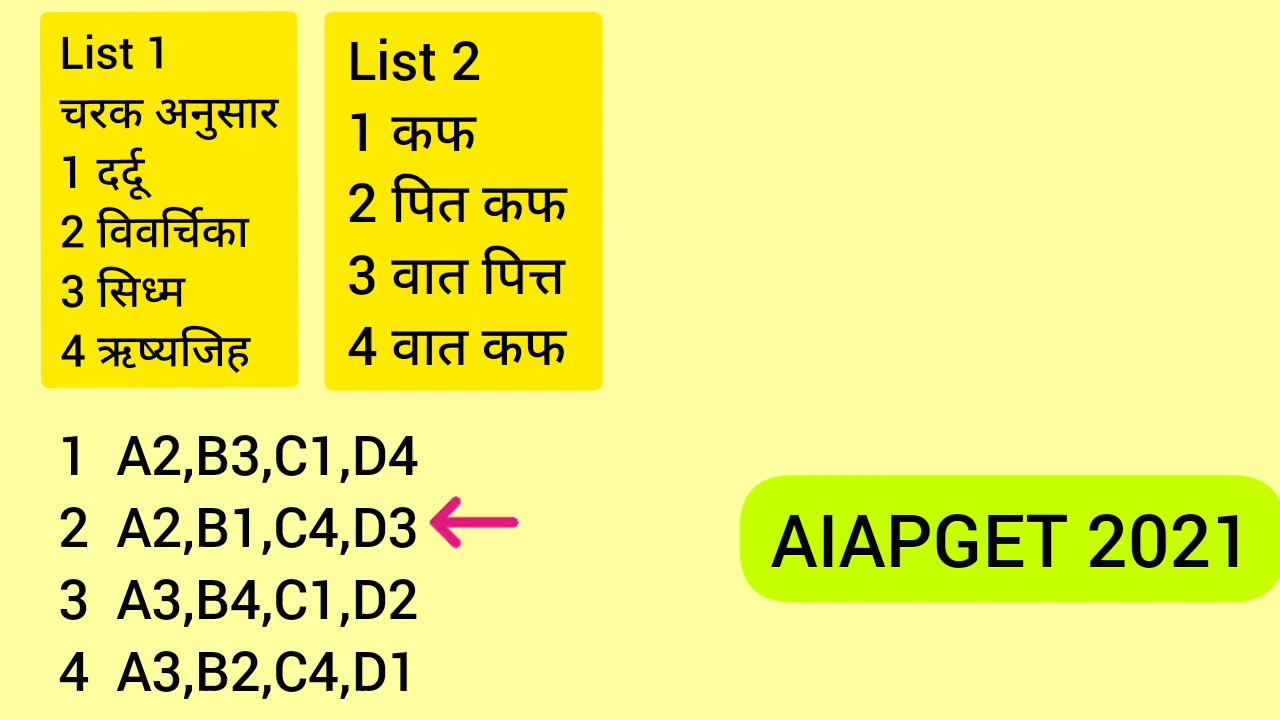 List 1
चरक अनुसार
1 दर्दू
2 विवर्चिका
3 सिध्म
4 ऋष्यजिह
List 2
1 कफ
2 पित कफ
3 वात पित्त
4 वात कफ
1 A2,B3,C1,D4
2 A2,B1,C4,D3
3 A3,B4,C1,D2
4 A3,B2,C4,D1
AIAPGET 2021